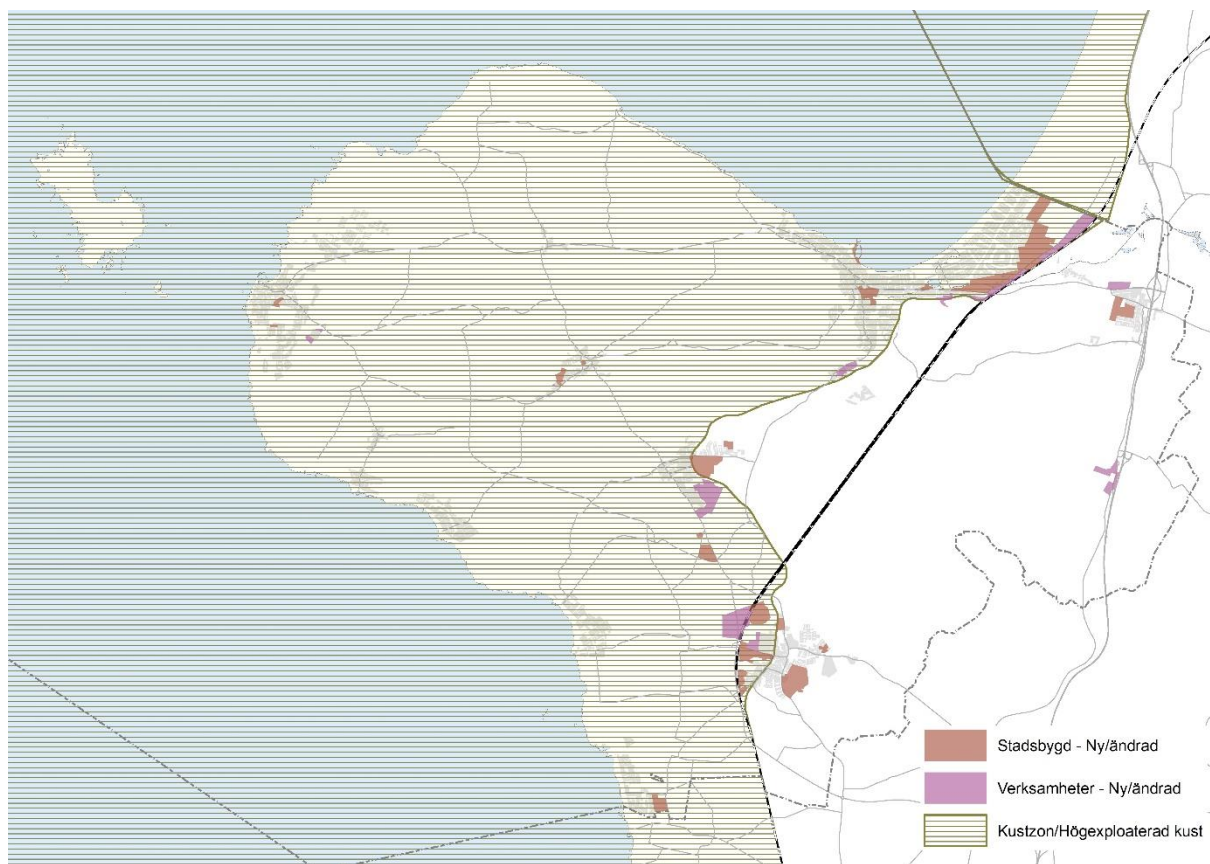 Stadsbygd - Ny/ändrad
Verksamheter - Ny/ändrad
Kustzon/Högexploaterad kust